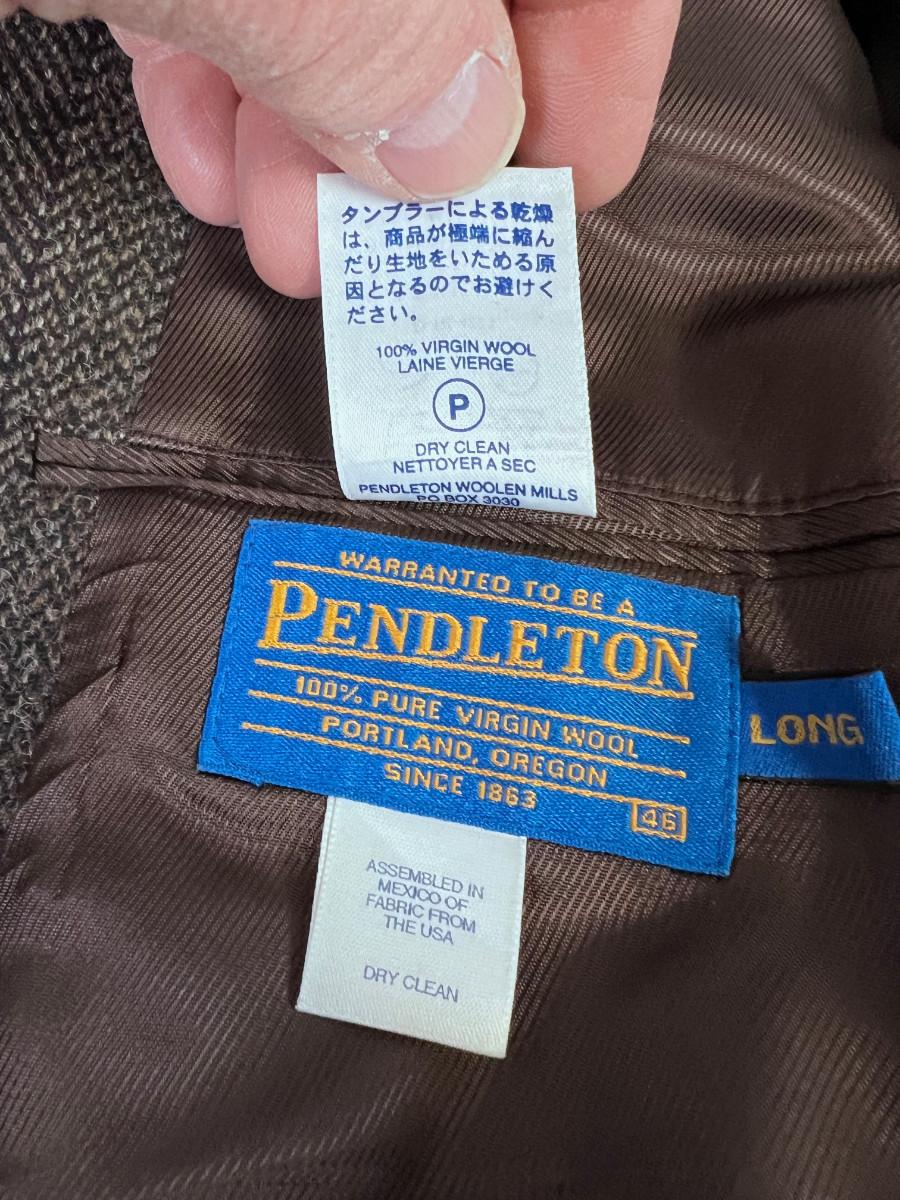 タンブラーによる乾燥
は、商品が極端に縮ん
だり生地をいためる原
因となるのでお避けく
ださい。
100% VIRGIN WOOL
LAINE VIERGE
P
DRY CLEAN
NETTOYER A SEC
PENDLETON WOOLEN MILLS
PO BOX 3030
WARRANTED TO BE A
PENDLETON
100% PURE VIRGIN WOOL
PORTLAND, OREGON
SINCE 1863
46
LONG
ASSEMBLED IN
MEXICO OF
FABRIC FROM
THE USA
DRY CLEAN